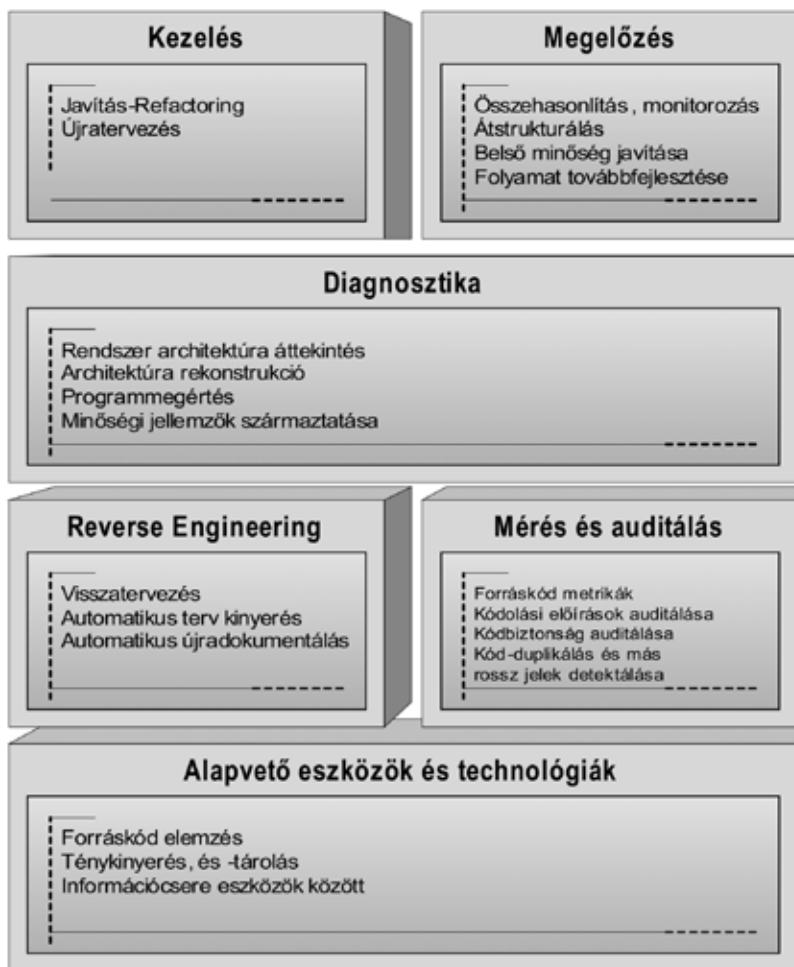 Kezelés
Javítás-Refactoring
Újratervezés
Megelőzés
Összehasonlítás , monitorozás
Átstrukturálás
Belső minőség javítása
Folyamat továbbfejlesztése
Diagnosztika
Rendszer architektúra áttekintés
Architektúra rekonstrukció
Programmegértés
Minőségi jellemzők származtatása
Reverse Engineering
Visszatervezés
Automatikus terv kinyerés
Automatikus újradokumentálás
Mérés és auditálás
Forráskód metrikák
Kódolási előírások auditálása
Kódbiztonság auditálása
Kód-duplikálás és más
rossz jelek detektálása
Alapvető eszközök és technológiák
Forráskód elemzés
Ténykinyerés, és -tárolás
Információcsere eszközök között